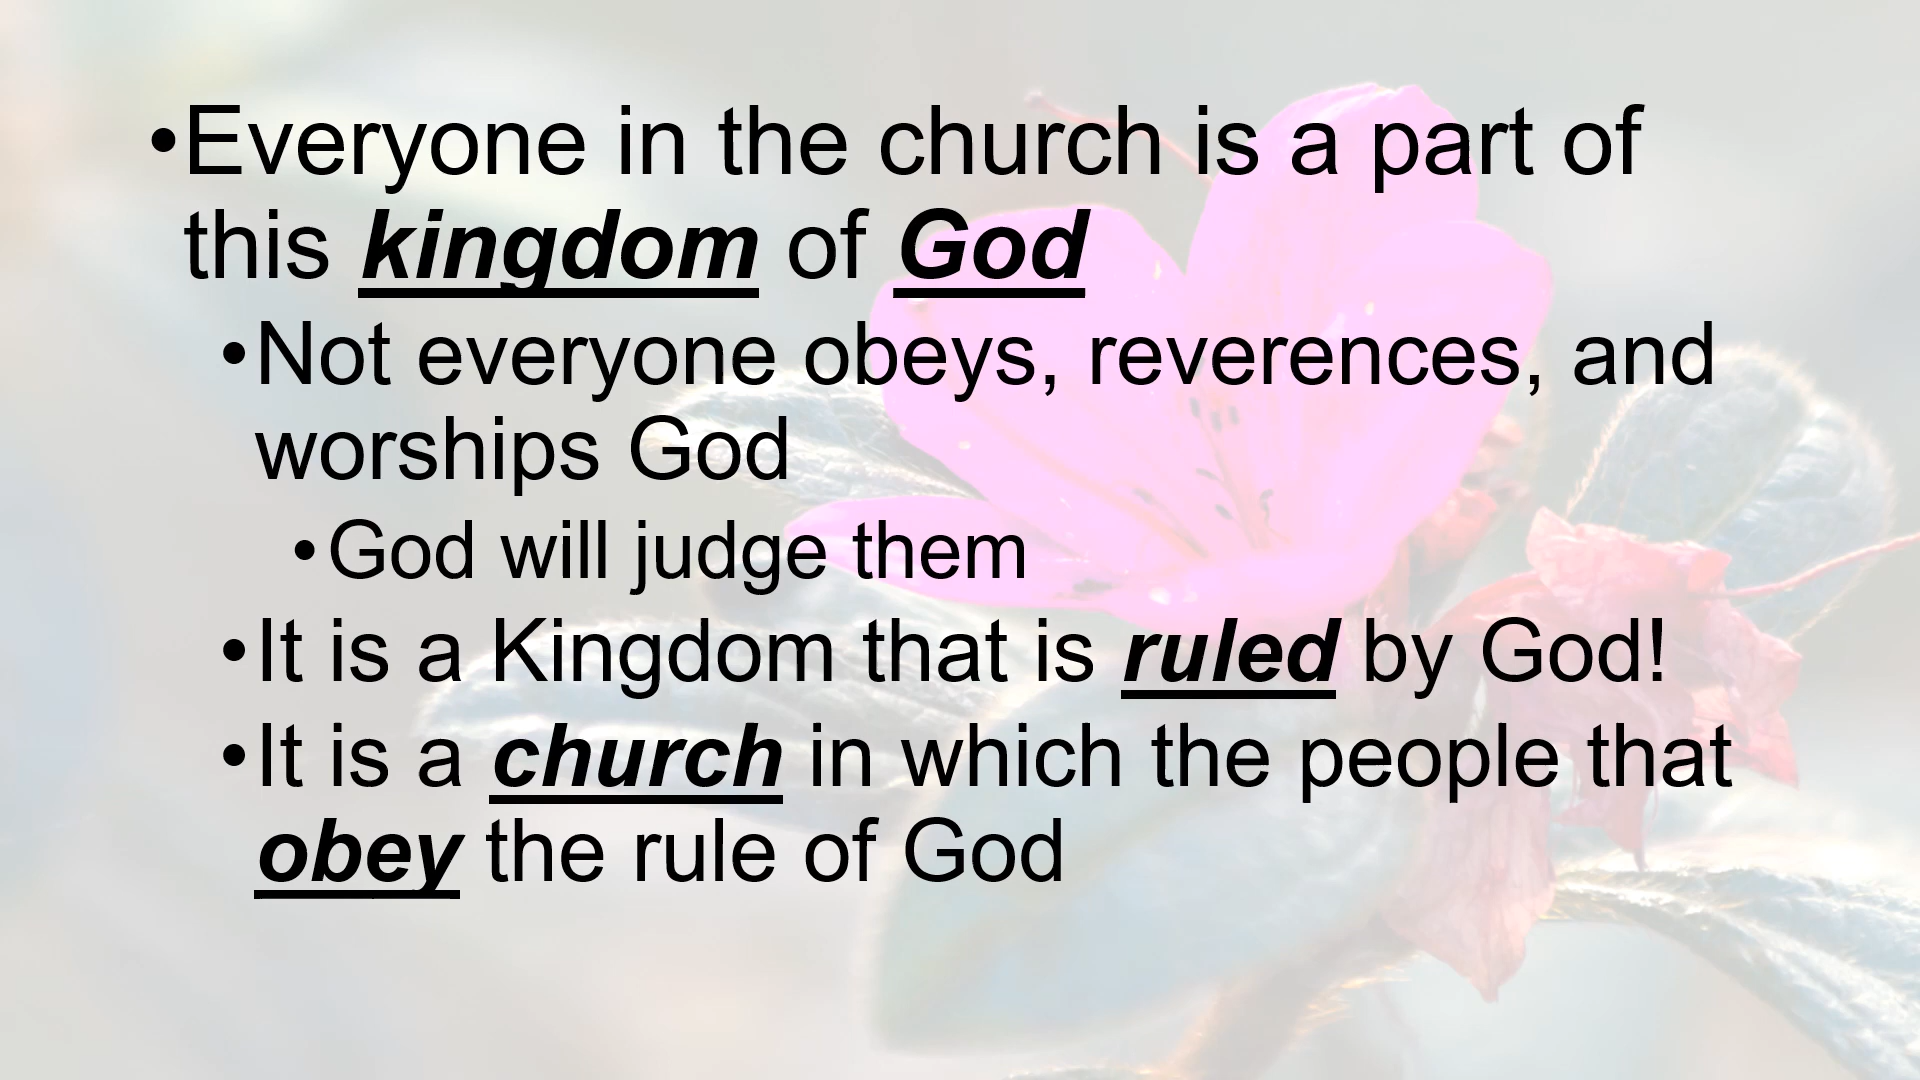 •Everyone in the church is a part of
this kingdom of God
•Not everyone obeys, reverences, and
worships God
•God will judge them
•It is a Kingdom that is ruled by God!
•It is a church in which the people that
obey the rule of God